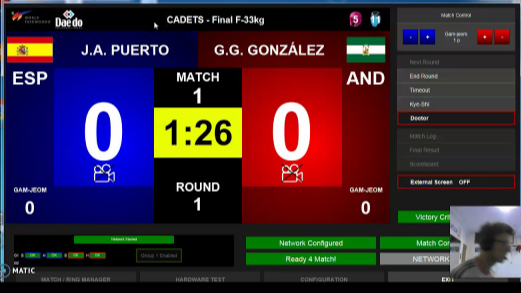 WORLD TAEKWONDO
Daedo
CADETS - Final F-33kg
5
Match Control
J.A. PUERTO
G.G. GONZÁLEZ
-
+
Gam-jeom
1 p
-
+
ESP
AND
MATCH
1
0
1:26
0
ROUND
1
GAM-JEOM
0
GAM-JEOM
0
Next Round
End Round
Timeout
Kye-Shi
Doctor
Match Log
Final Result
Scoreboard
External Screen OFF
Victory Cri
Network Joined
Group 1 Enabled
Network Configured
Match Con
Ready 4 Match!
NETWORK
MATIC
MATCH / RING MANAGER
HARDWARE TEST
CONFIGURATION
EXI